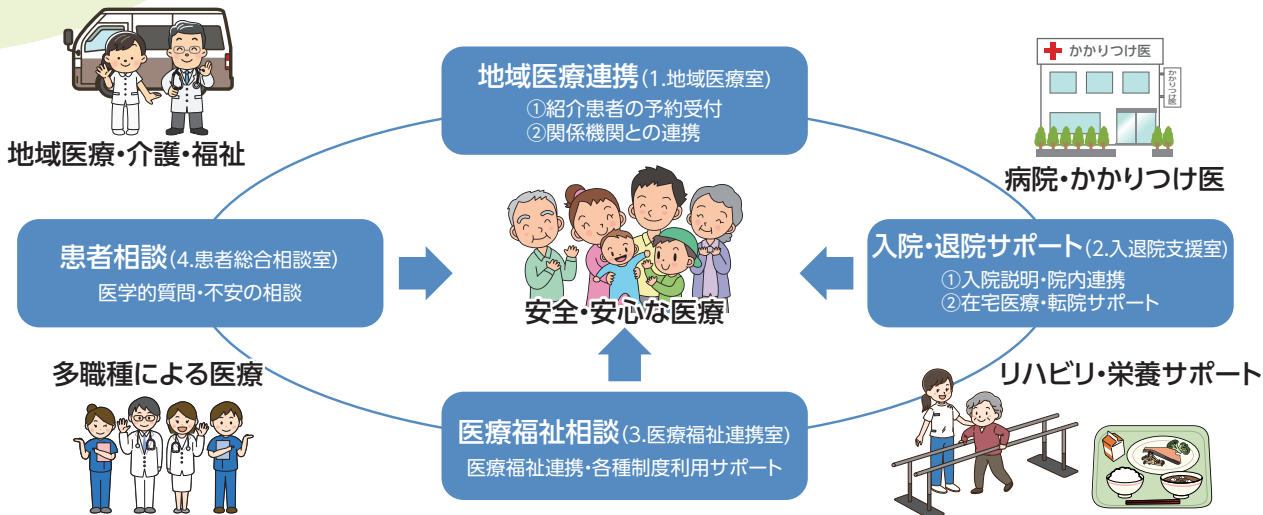 地域医療連携(1.地域医療室)
①紹介患者の予約受付
②関係機関との連携
かかりつけ医
かかりつけ医
地域医療・介護・福祉
病院・かかりつけ医
患者相談(4.患者総合相談室)
医学的質問・不安の相談
入院・退院サポート(2.入退院支援室)
①入院説明・院内連携
②在宅医療・転院サポート
安全・安心な医療
多職種による医療
リハビリ・栄養サポート
医療福祉相談(3.医療福祉連携室)
医療福祉連携・各種制度利用サポート